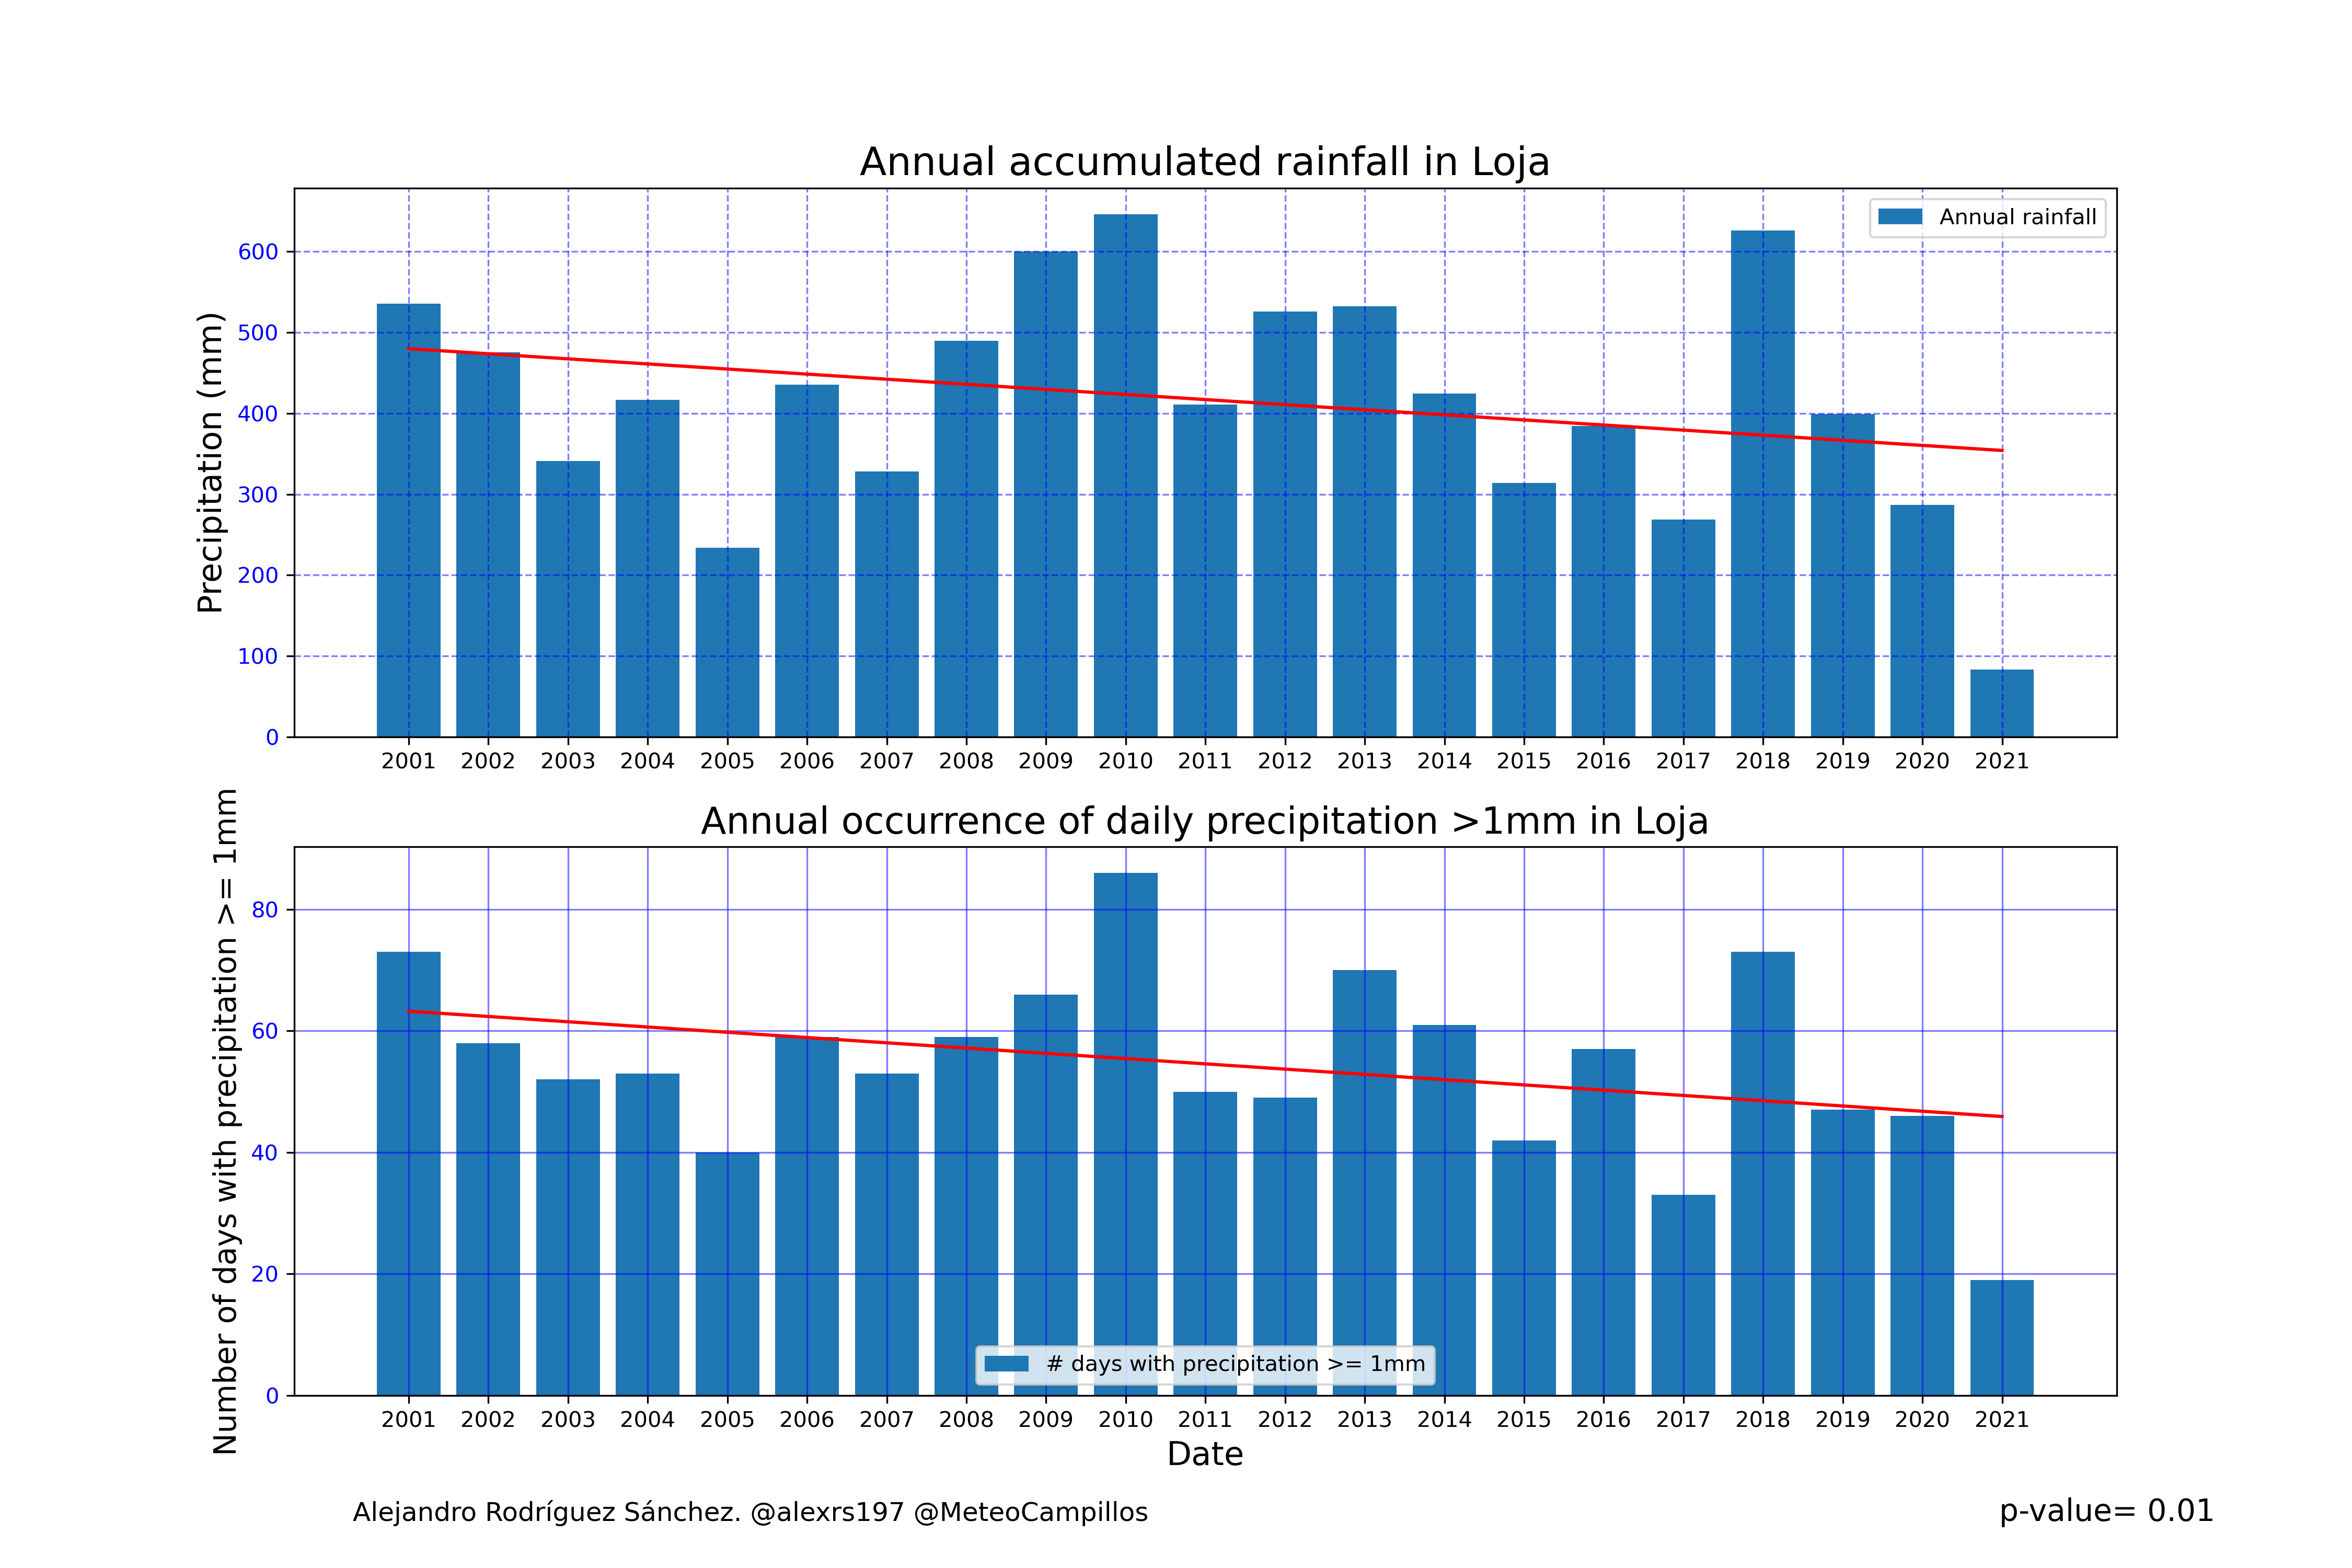 Annual accumulated rainfall in Loja
Annual rainfall
Precipitation (mm)
600
500
400
300
200
100
0
2001 2002 2003 2004 2005 2006 2007 2008 2009 2010 2011 2012 2013 2014 2015 2016 2017 2018 2019 2020 2021
Annual occurrence of daily precipitation >1mm in Loja
Number of days with precipitation >= 1mm
80
60
40
20
0
# days with precipitation >= 1mm
2001 2002 2003 2004 2005 2006 2007 2008 2009 2010 2011 2012 2013 2014 2015 2016 2017 2018 2019 2020 2021
Date
Alejandro Rodríguez Sánchez. @alexrs197 @MeteoCampillos
p-value= 0.01